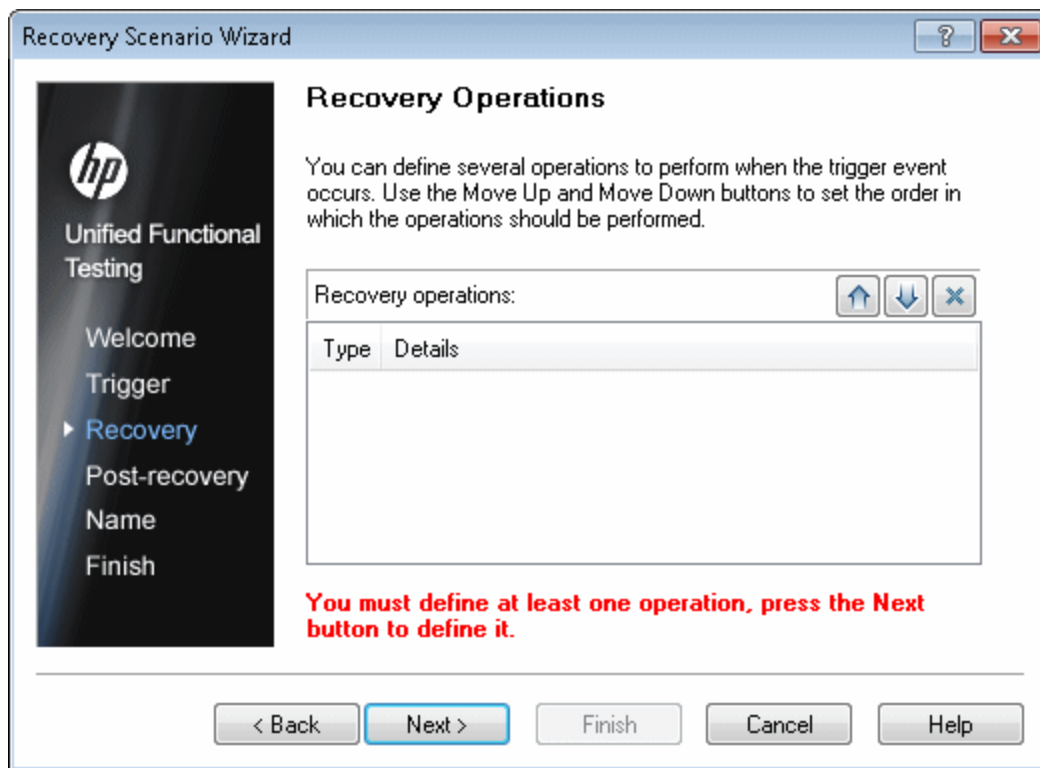 Recovery Scenario Wizard
?
hp
Unified Functional
Testing
Welcome
Trigger
Recovery
Post-recovery
Name
Finish
Recovery Operations
You can define several operations to perform when the trigger event
occurs. Use the Move Up and Move Down buttons to set the order in
which the operations should be performed.
Recovery operations:
Type Details
You must define at least one operation, press the Next
button to define it.
< Back Next > Finish Cancel Help